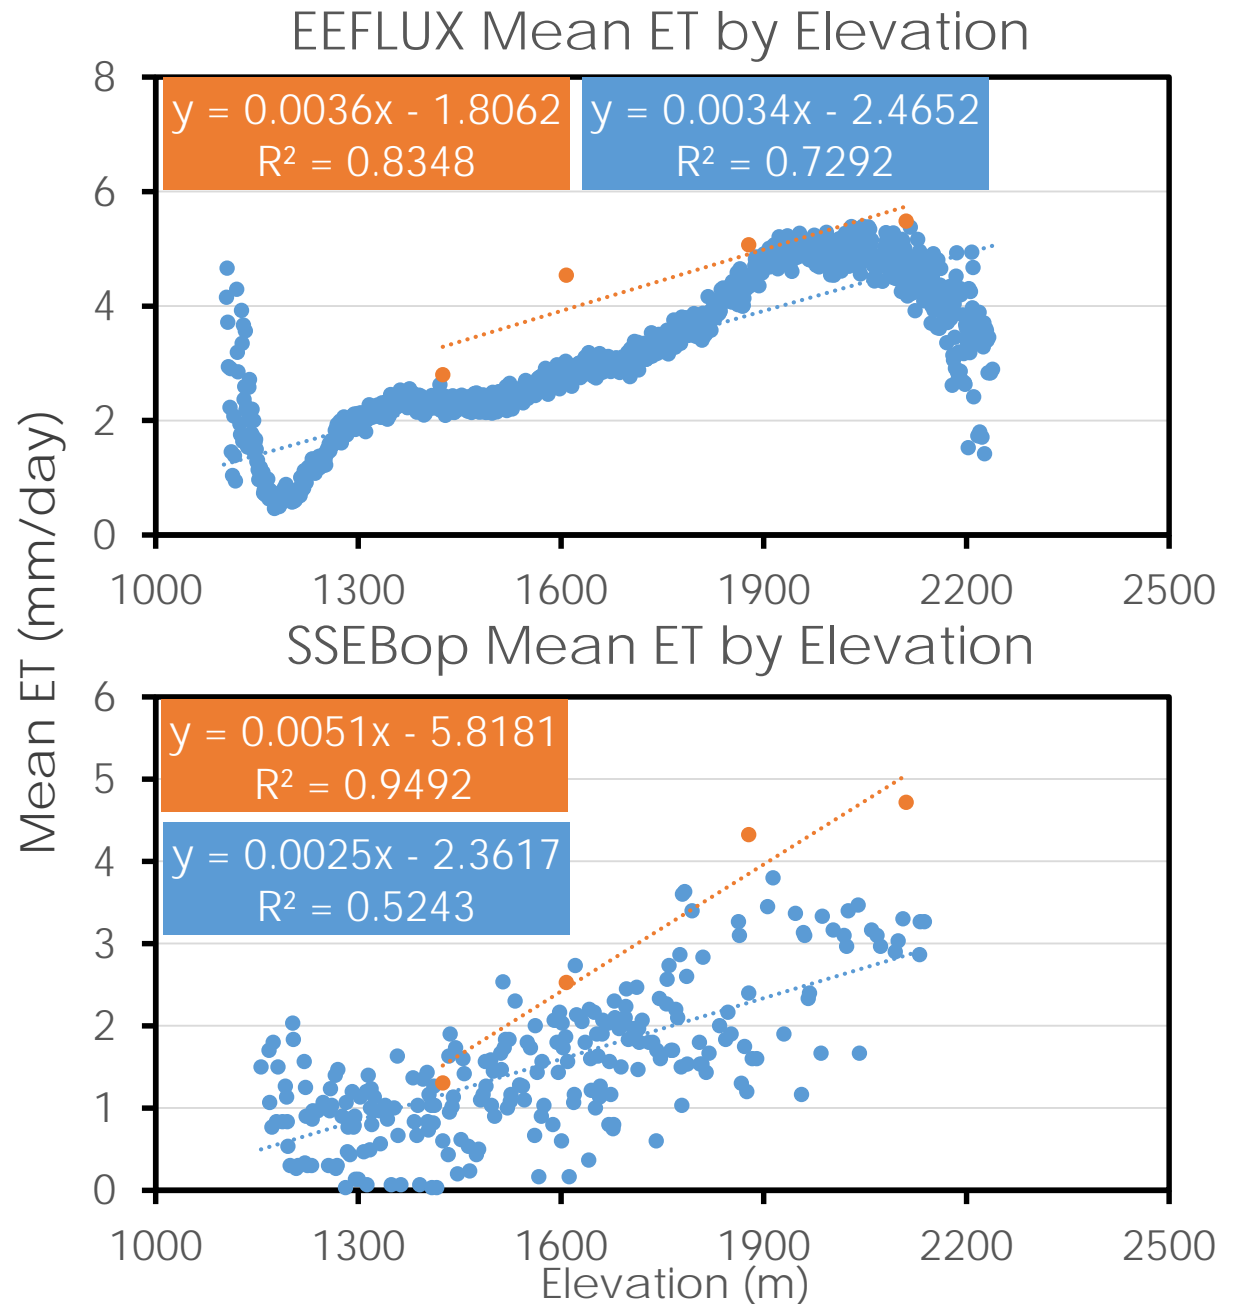 EEFLUX Mean ET by Elevation
8
y = 0.0036x - 1.8062
R² = 0.8348
y = 0.0034x - 2.4652
R² = 0.7292
6
4
2
0
1000 1300 1600 1900 2200 2500
Mean ET (mm/day)
SSEBop Mean ET by Elevation
6
y = 0.0051x - 5.8181
R² = 0.9492
5
4
y = 0.0025x - 2.3617
R² = 0.5243
3
2
1
0
1000 1300 1600 1900 2200 2500
Elevation (m)